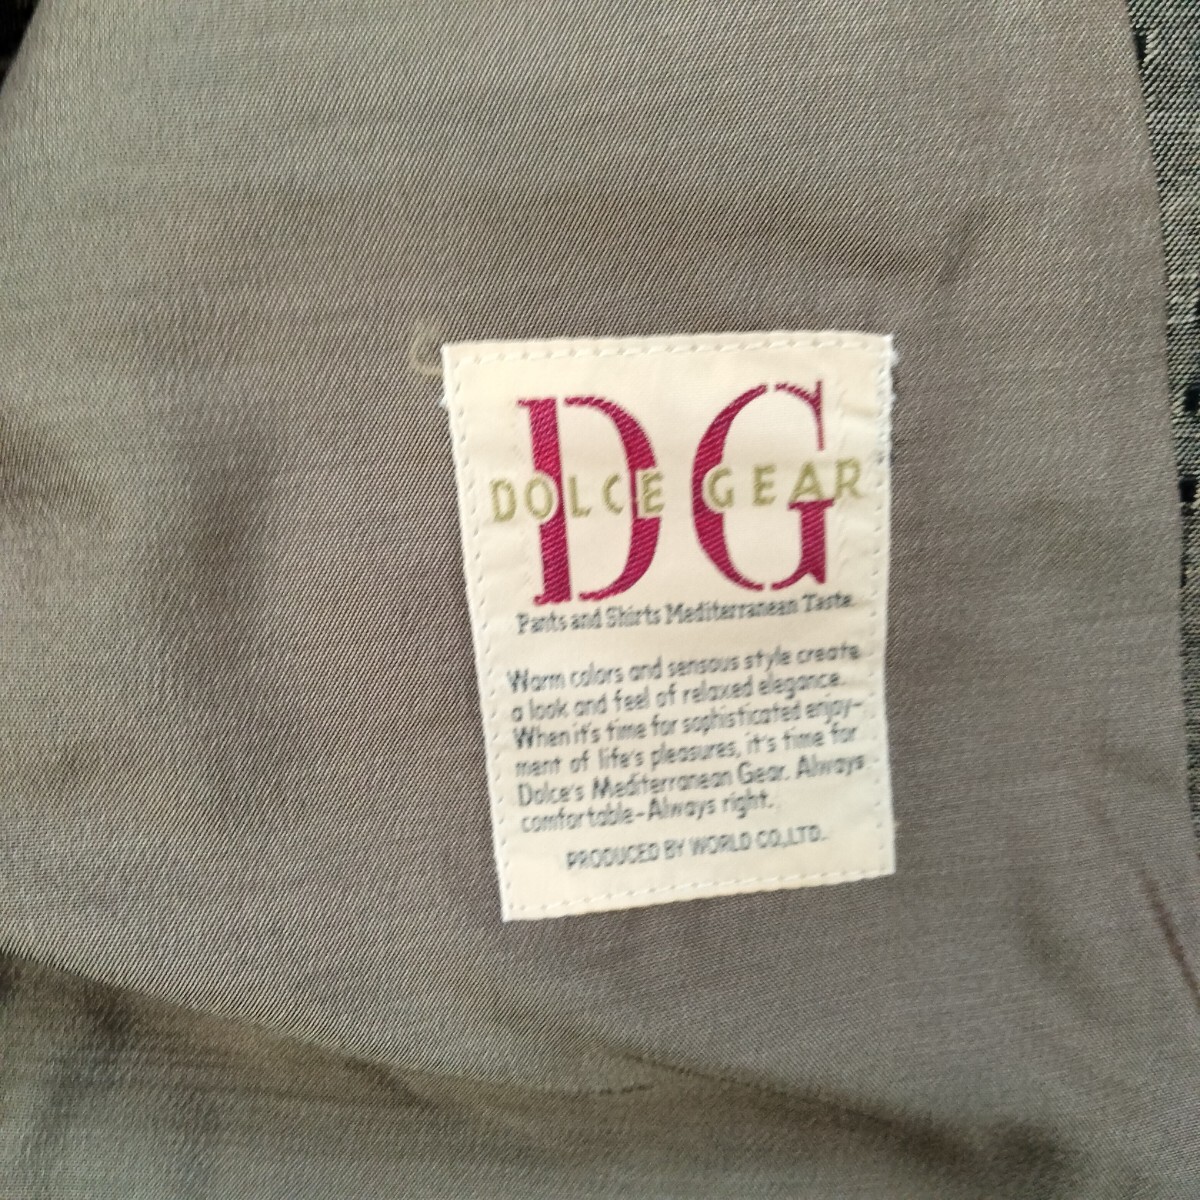 DG
DOLCE GEAR
Pants and Shirts Mediterranean Taste.
Warm colors and sensous style create
a look and feel of relaxed elegance.
When it's time for sophisticated enjoy-
ment of life's pleasures, it's time for
Dolce's Mediterranean Gear. Always
comfortable-Always right.
PRODUCED BY WORLD CO.,LTD.